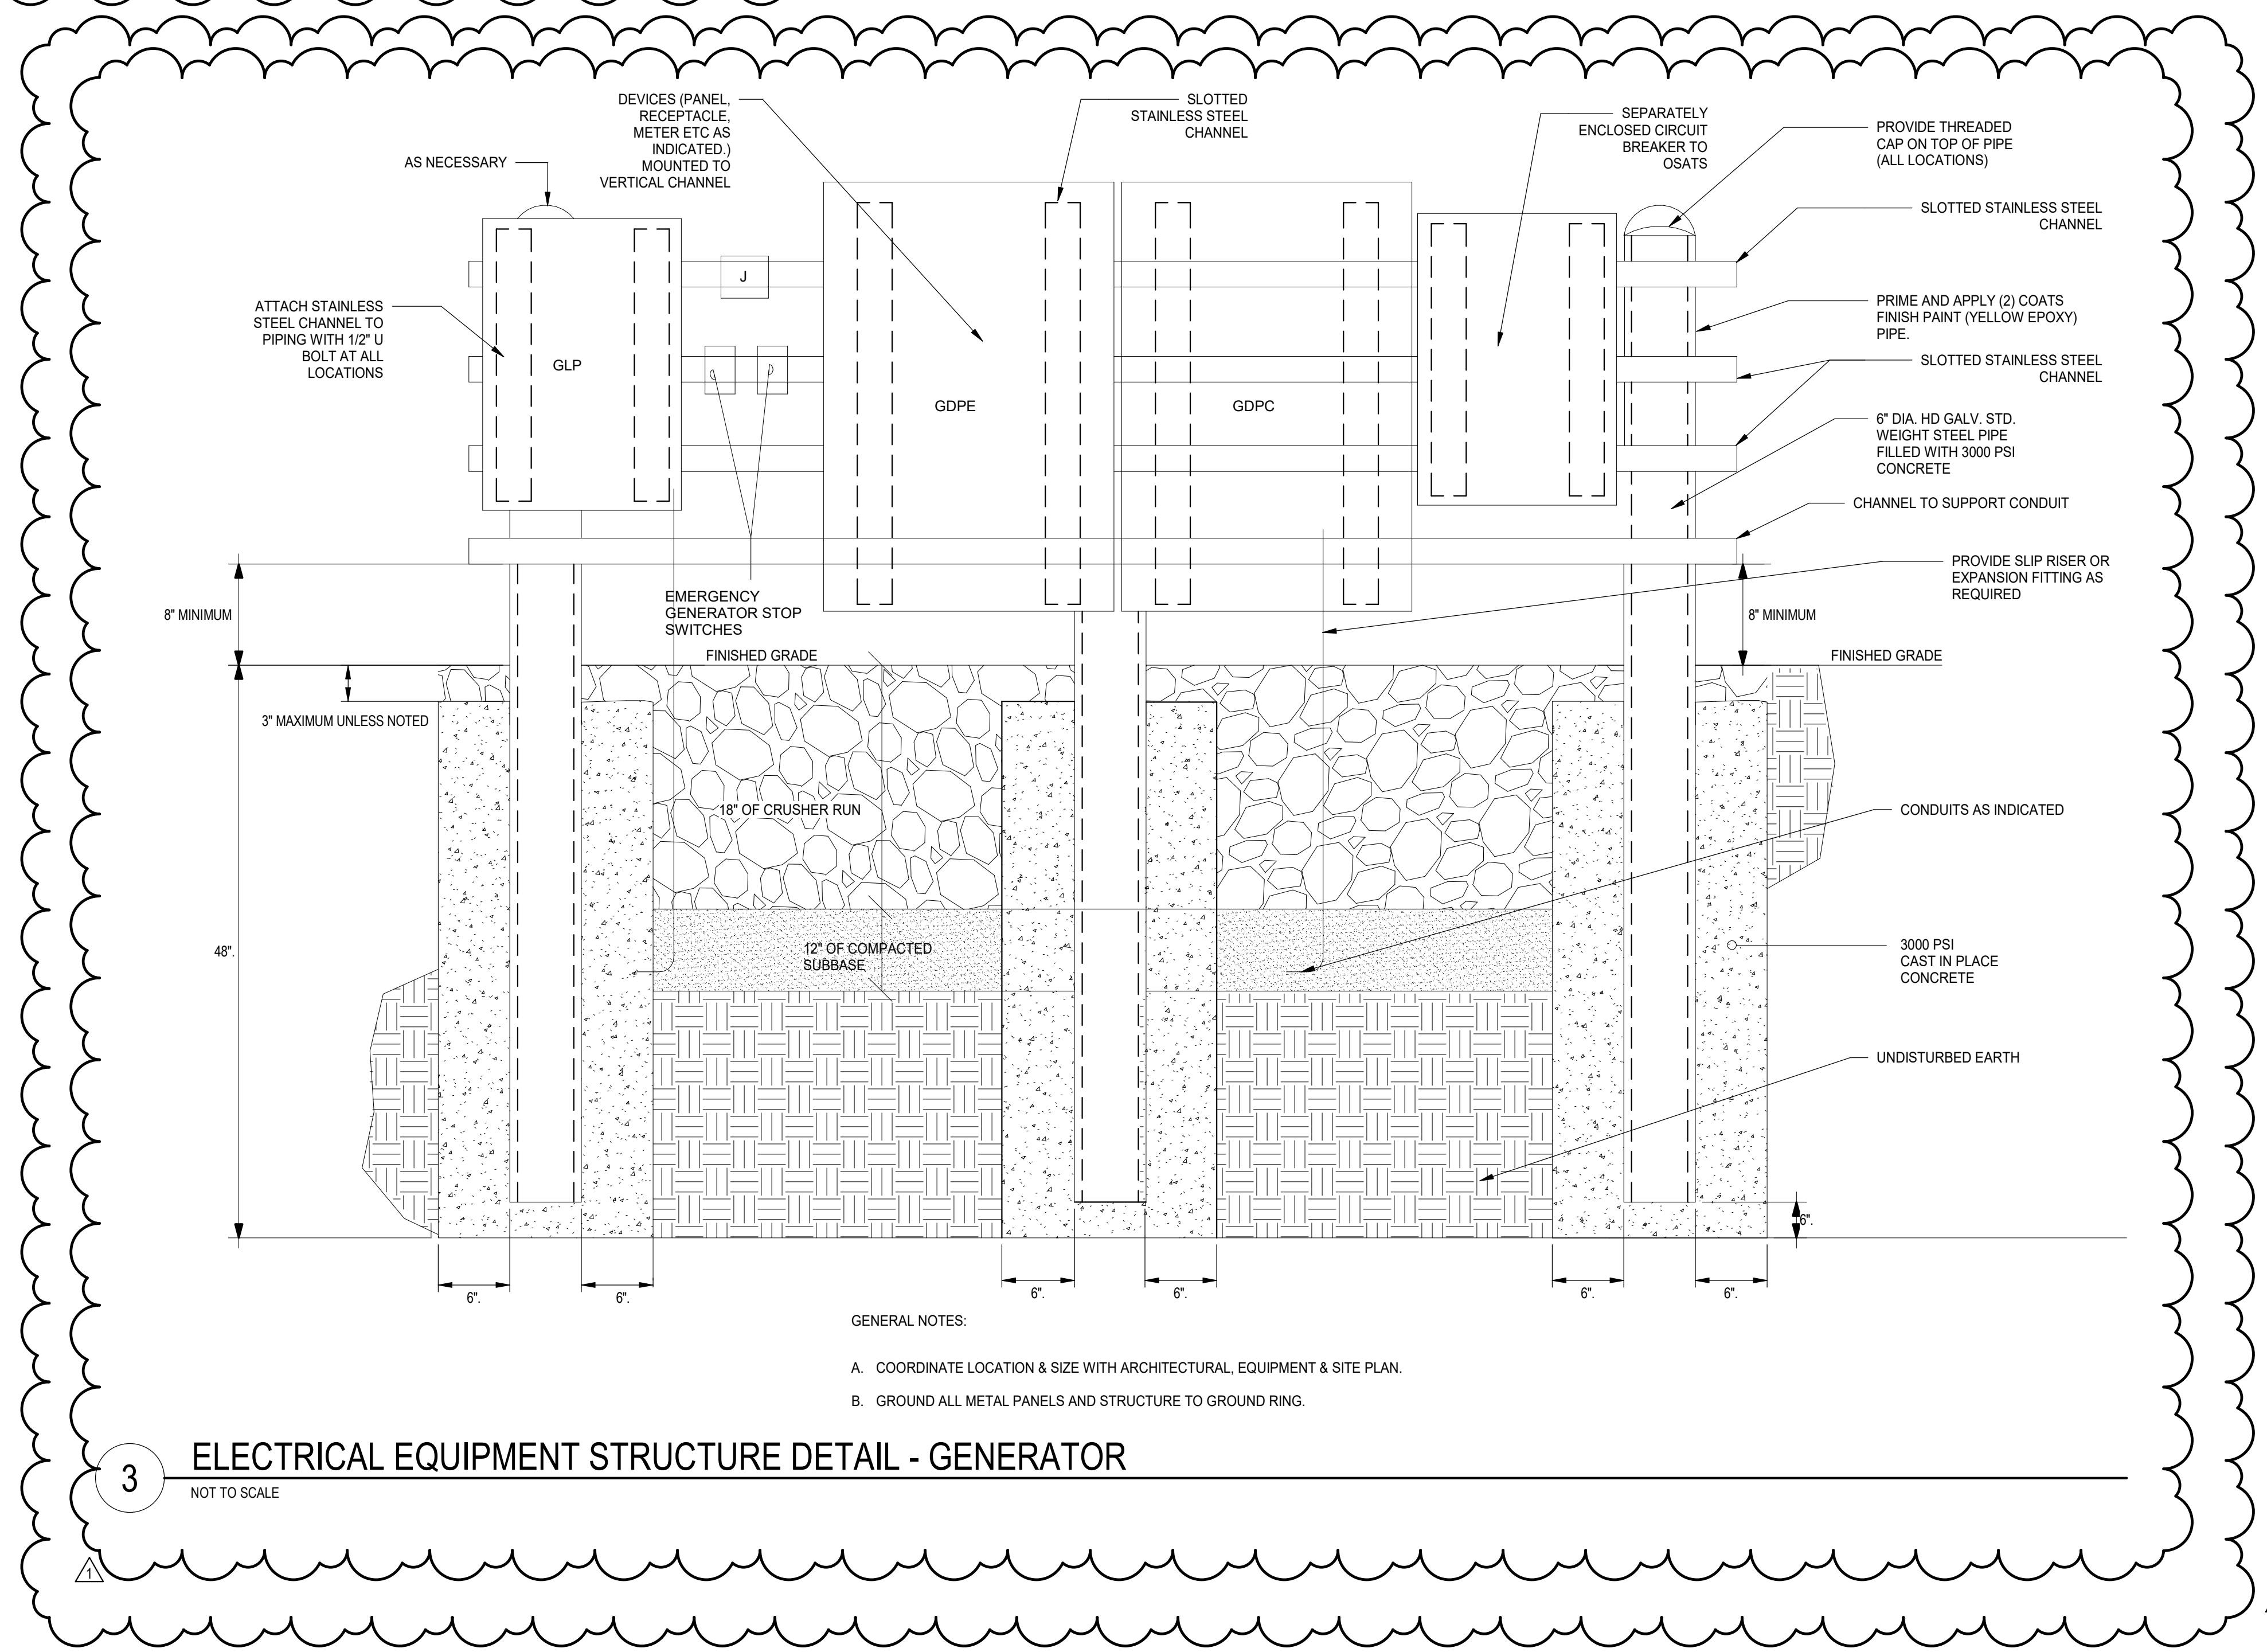 DEVICES (PANEL,
RECEPTACLE,
METER ETC AS
INDICATED.)
MOUNTED TO
VERTICAL CHANNEL
SLOTTED
STAINLESS STEEL
CHANNEL
SEPARATELY
ENCLOSED CIRCUIT
BREAKER TO
OSATS
PROVIDE THREADED
CAP ON TOP OF PIPE
(ALL LOCATIONS)
AS NECESSARY
SLOTTED STAINLESS STEEL
CHANNEL
J
ATTACH STAINLESS
STEEL CHANNEL TO
PIPING WITH 1/2" U
BOLT AT ALL
LOCATIONS
PRIME AND APPLY (2) COATS
FINISH PAINT (YELLOW EPOXY)
PIPE.
GLP
GDPE
GDPC
SLOTTED STAINLESS STEEL
CHANNEL
6" DIA. HD GALV. STD.
WEIGHT STEEL PIPE
FILLED WITH 3000 PSI
CONCRETE
CHANNEL TO SUPPORT CONDUIT
PROVIDE SLIP RISER OR
EXPANSION FITTING AS
REQUIRED
EMERGENCY
GENERATOR STOP
SWITCHES
8" MINIMUM
8" MINIMUM
FINISHED GRADE
FINISHED GRADE
3" MAXIMUM UNLESS NOTED
18" OF CRUSHER RUN
CONDUITS AS INDICATED
48".
12" OF COMPACTED
SUBBASE
3000 PSI
CAST IN PLACE
CONCRETE
UNDISTURBED EARTH
6".
6".
6".
6".
6".
6".
6".
GENERAL NOTES:
A. COORDINATE LOCATION & SIZE WITH ARCHITECTURAL, EQUIPMENT & SITE PLAN.
B. GROUND ALL METAL PANELS AND STRUCTURE TO GROUND RING.
3
ELECTRICAL EQUIPMENT STRUCTURE DETAIL - GENERATOR
NOT TO SCALE
1